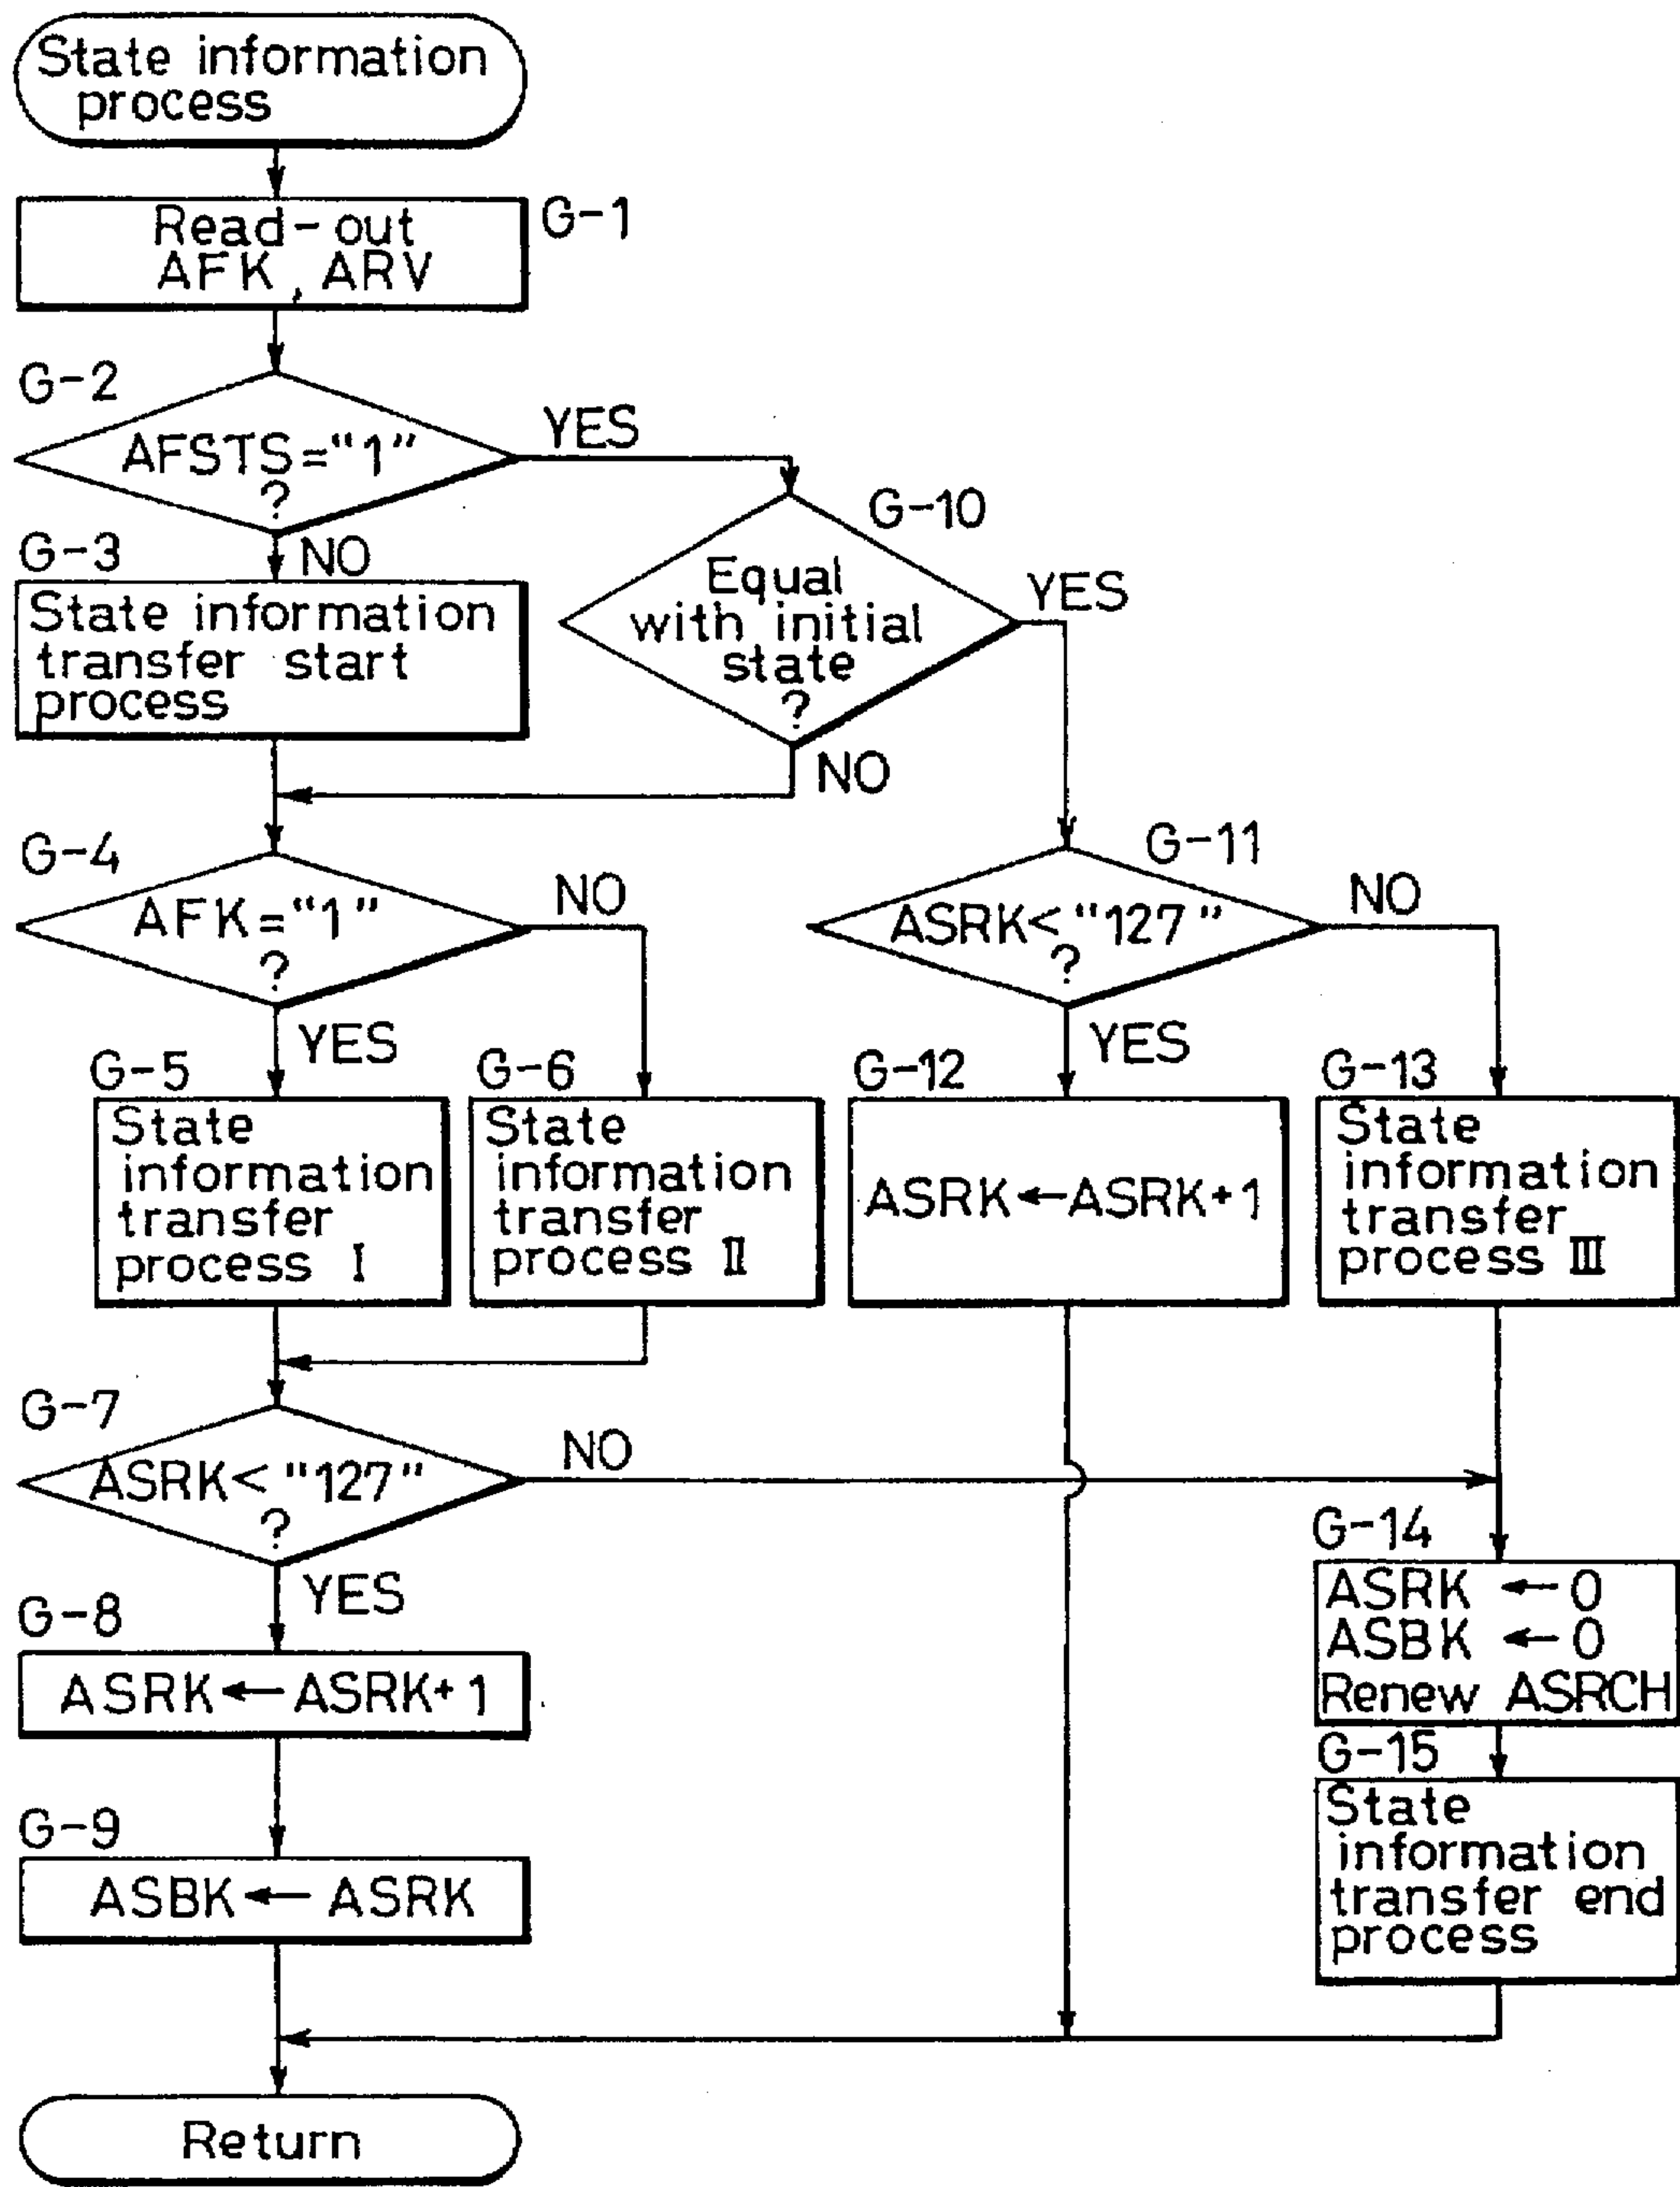 State information
process
Read-out
AFK, ARV
G-1
G-2
AFSTS="1"
?
YES
NO
G-3
State information
transfer start
process
G-10
Equal
with initial
state
?
YES
NO
G-4
AFK="1"
?
NO
YES
G-11
ASRK<"127"
?
NO
YES
G-5
State
information
transfer
process I
G-6
State
information
transfer
process II
G-12
ASRK←ASRK+1
G-13
State
information
transfer
process III
G-7
ASRK<"127"
?
NO
YES
G-8
ASRK←ASRK+1
G-9
ASBK←ASRK
G-14
ASRK ←0
ASBK ←0
Renew ASRCH
G-15
State
information
transfer end
process
Return